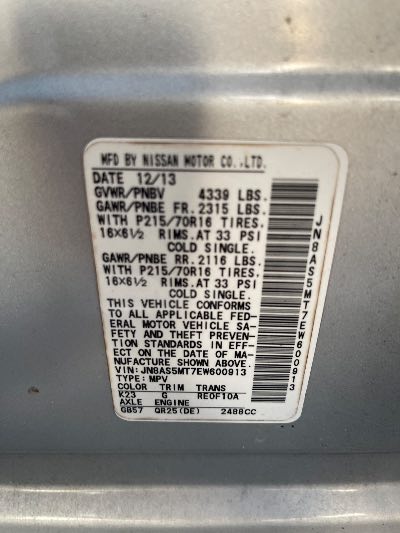 MFD BY NISSAN MOTOR CO.,LTD.
DATE 12/13
GVWR/PNBV 4339 LBS.
GAWR/PNBE FR. 2315 LBS.
WITH P215/70R16 TIRES.
16X6½ RIMS.AT 33 PSI
COLD SINGLE.
GAWR/PNBE RR. 2116 LBS.
WITH P215/70R16 TIRES.
16X6½ RIMS.AT 33 PSI
COLD SINGLE.
THIS VEHICLE CONFORMS
TO ALL APPLICABLE FED-
ERAL MOTOR VEHICLE SA-
FETY AND THEFT PREVEN-
TION STANDARDS IN EFF-
ECT ON THE DATE OF MA-
NUFACTURE SHOWN ABOVE.
VIN: JN8AS5MT7EW600913
TYPE: MPV
COLOR TRIM TRANS
K23 G RE0F10A
AXLE ENGINE
GB57 QR25(DE) 2488CC
JN8AS5MT7EW600913